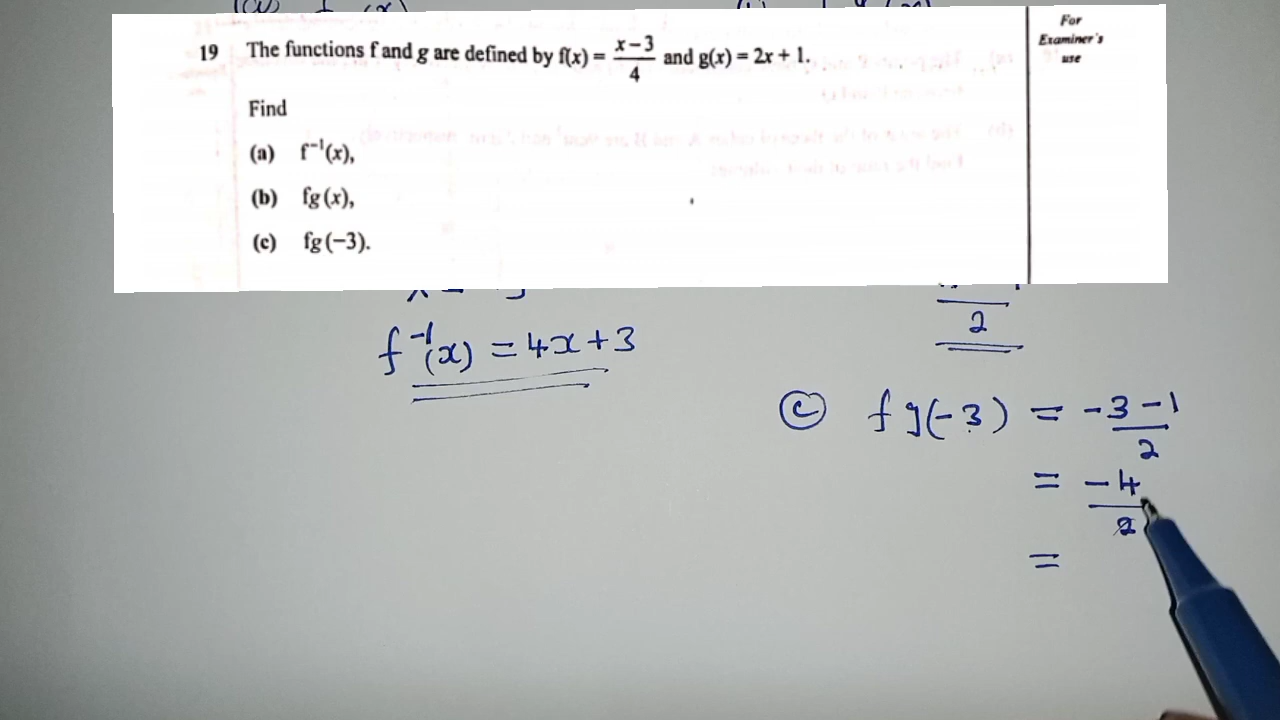 For
Examiner's
use
19 The functions f and g are defined by f(x) = x−3/4 and g(x) = 2x + 1.
Find
(a) f⁻¹(x),
(b) fg(x),
(c) fg(−3).
f⁻¹(x) = 4x + 3
2
(c) fg(-3) = -3 - 1/2
= -4/2
=